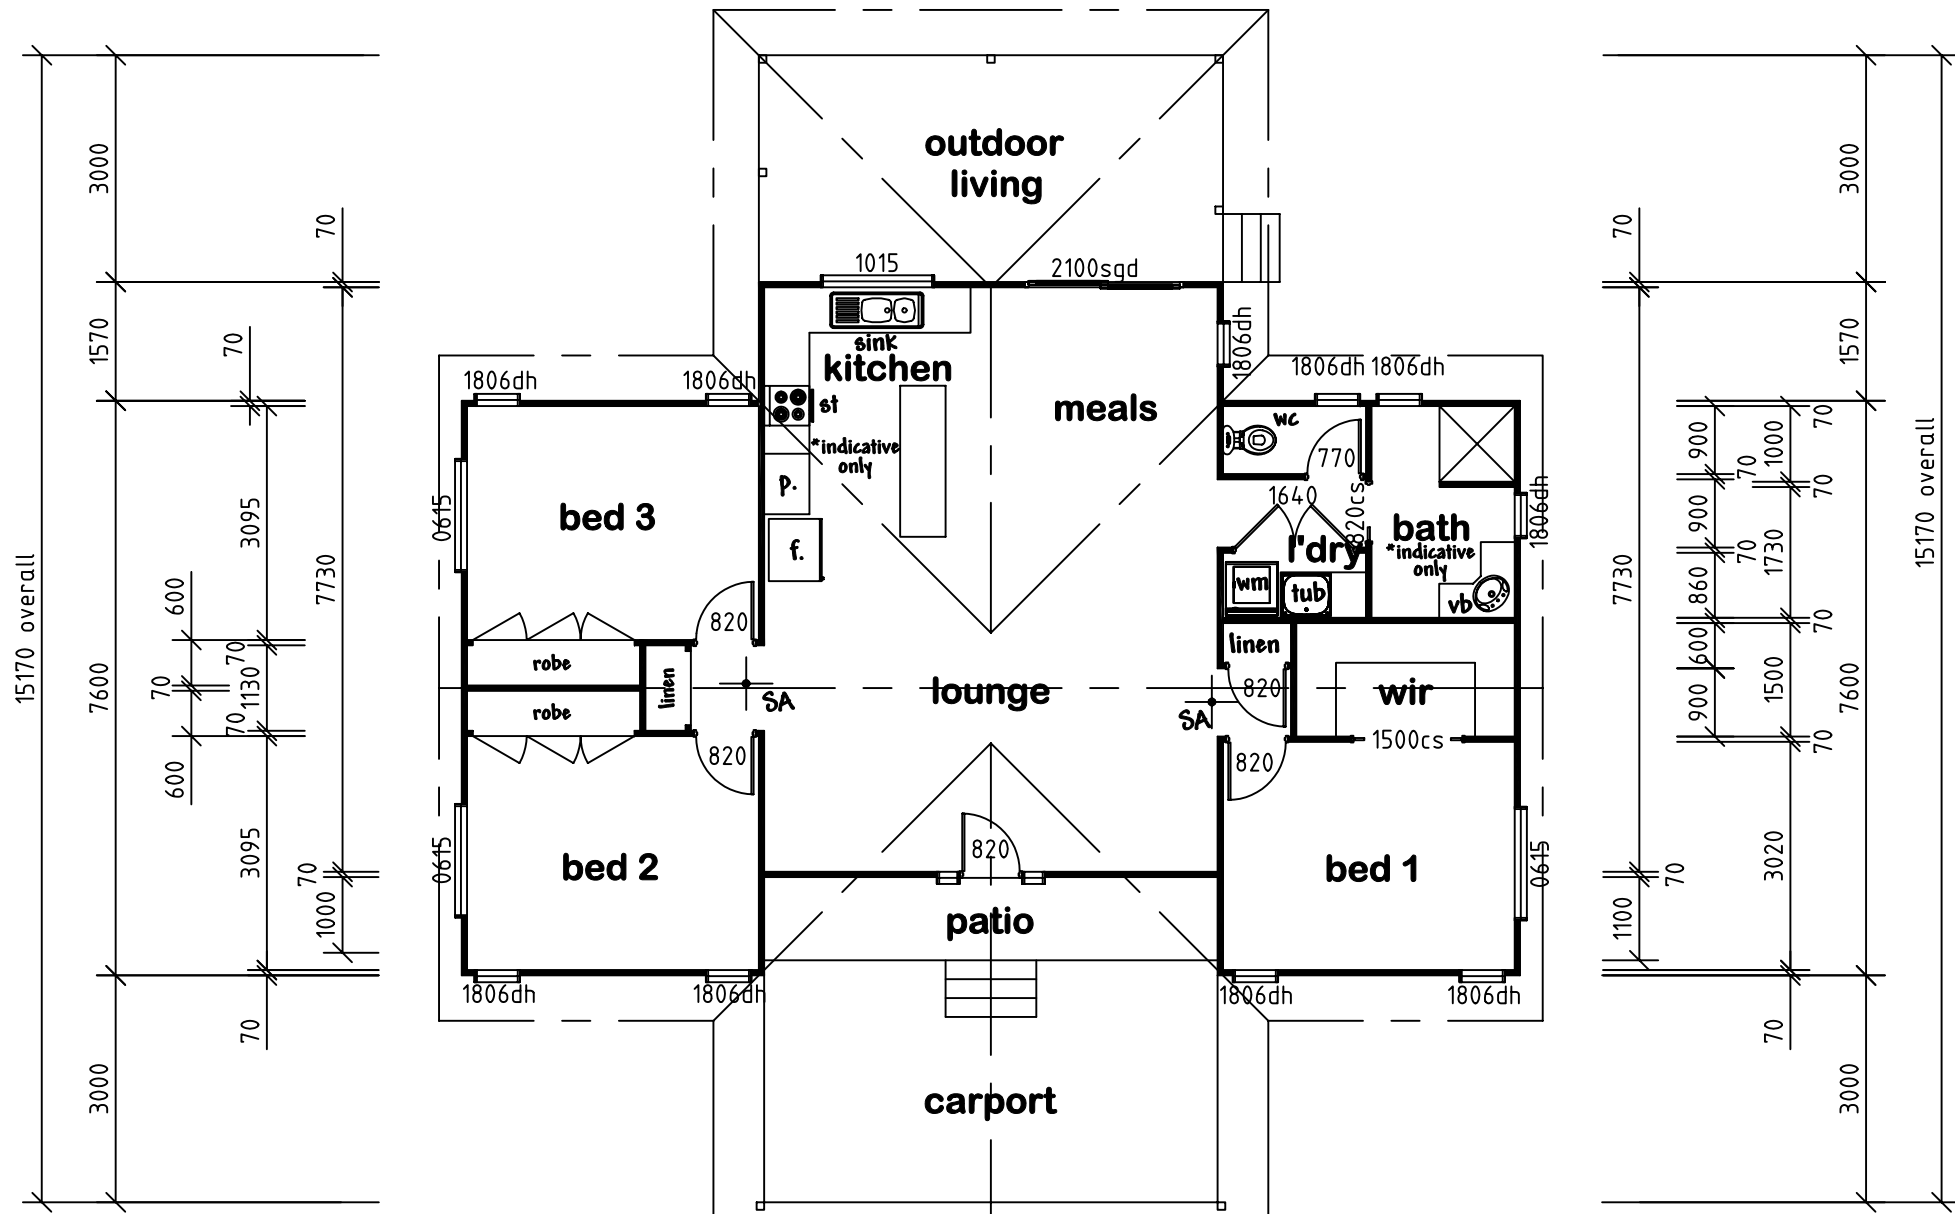 outdoor
living
3000
3000
70
70
1015
2100sgd
1570
70
1806dh
1570
sink
kitchen
1806dh
1806dh
1806dh
1806dh
st
meals
wc
*indicative
only
770
p.
1640
820cs
900
70
1000
70
70
0615
bed 3
3095
15170 overall
7730
f.
l'dry
bath
*indicative
only
1806dh
900
70
1730
7730
15170 overall
wm
tub
vb
860
600
820
70
linen
600
robe
linen
70
1130
7600
lounge
820
wir
1500
7600
robe
SA
SA
900
70
70
600
820
820
1500cs
70
3095
0615
bed 2
820
bed 1
0615
3020
70
1000
patio
70
1100
1806dh
1806dh
1806dh
1806dh
70
70
3000
carport
3000